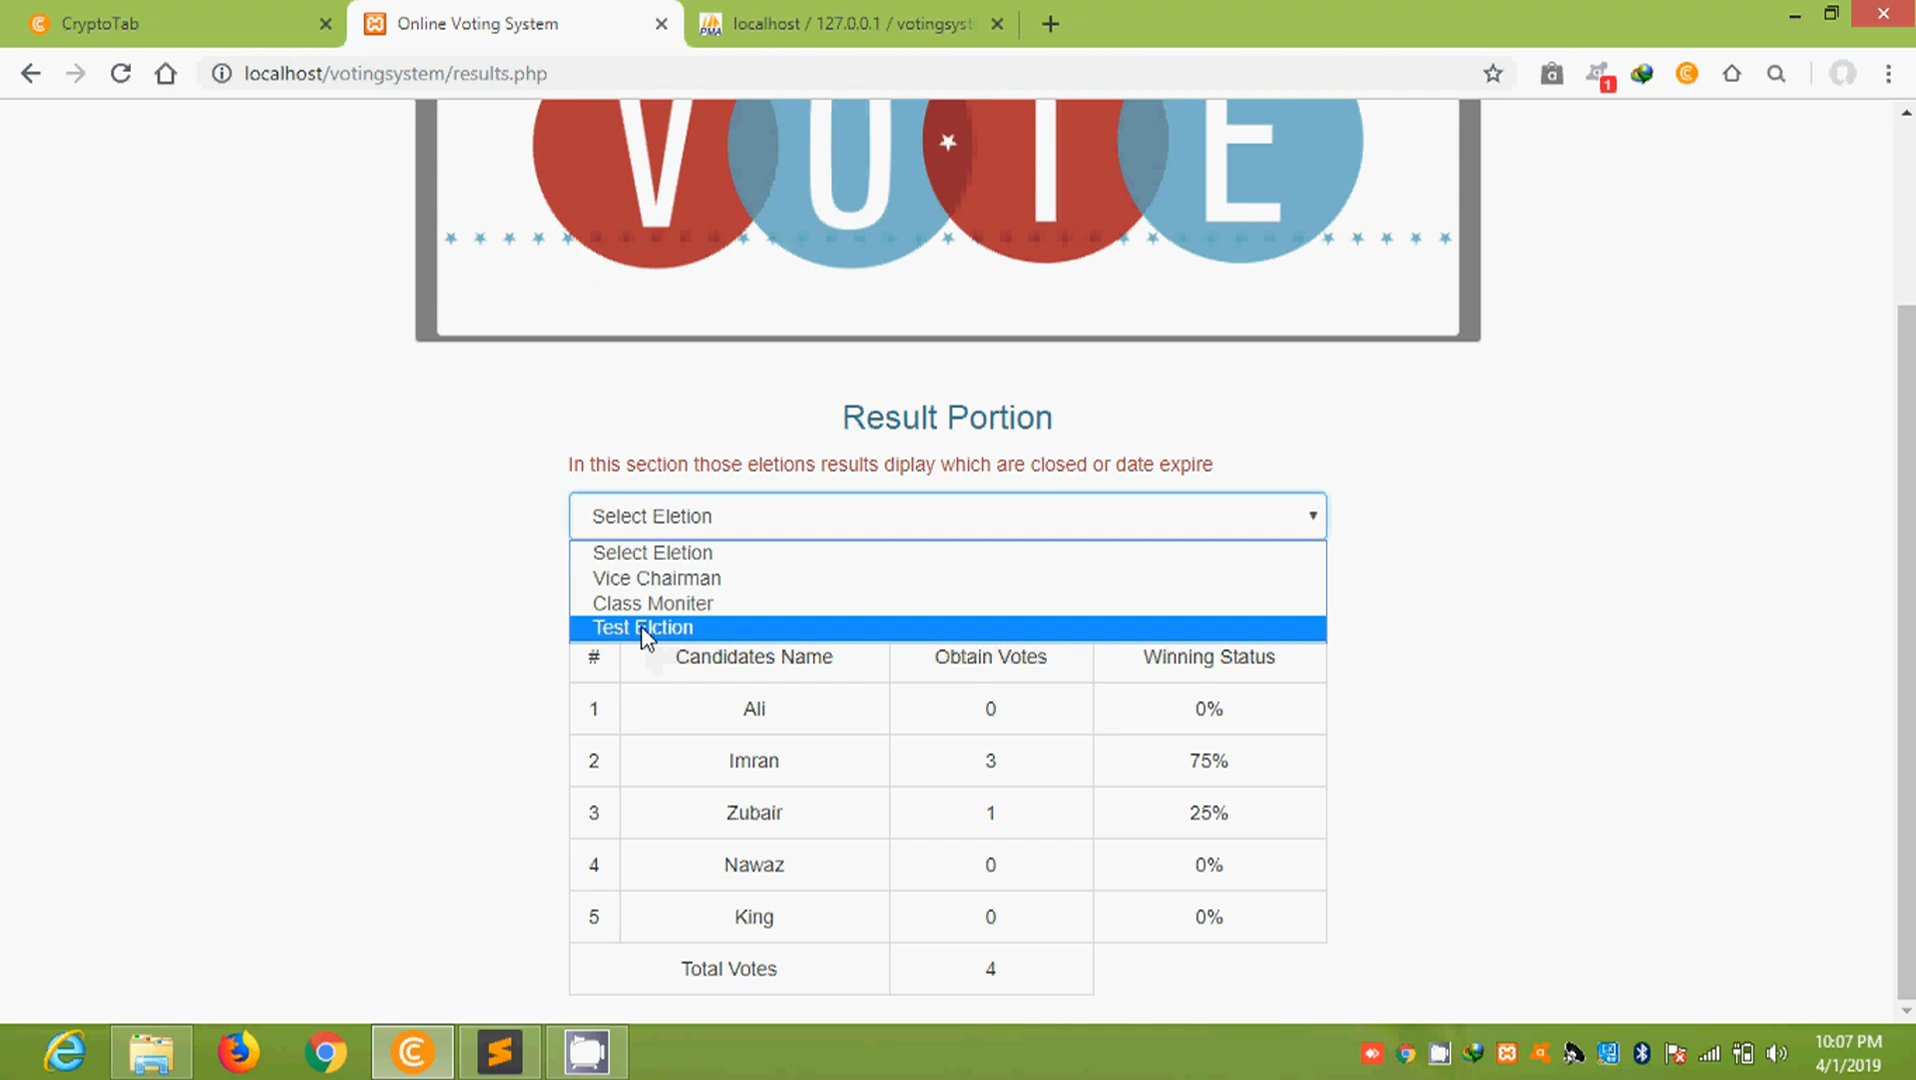 CryptoTab
Online Voting System
localhost / 127.0.0.1 / votingsyst
localhost/votingsystem/results.php
1
VOTE
Result Portion
In this section those eletions results diplay which are closed or date expire
Select Eletion
Select Eletion
Vice Chairman
Class Moniter
Test Elction
# Candidates Name Obtain Votes Winning Status
1 Ali 0 0%
2 Imran 3 75%
3 Zubair 1 25%
4 Nawaz 0 0%
5 King 0 0%
Total Votes 4
10:07 PM
4/1/2019